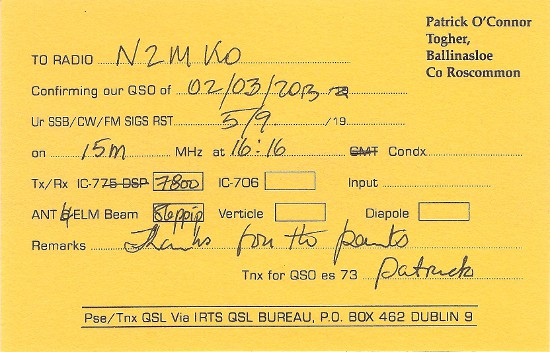 Patrick O'Connor
Togher,
Ballinasloe
Co Roscommon
TO RADIO N2MKO
Confirming our QSO of 02/03/2013
Ur SSB/CW/FM SIGS RST 5/9 /19
on 15m MHz at 16:16 GMT Condx.
Tx/Rx IC-775 DSP 7800 IC-706 Input
ANT 4 ELM Beam Steppir Verticle Diapole
Remarks Thanks for the points
Tnx for QSO es 73 Patrick
Pse/Tnx QSL Via IRTS QSL BUREAU, P.O. BOX 462 DUBLIN 9